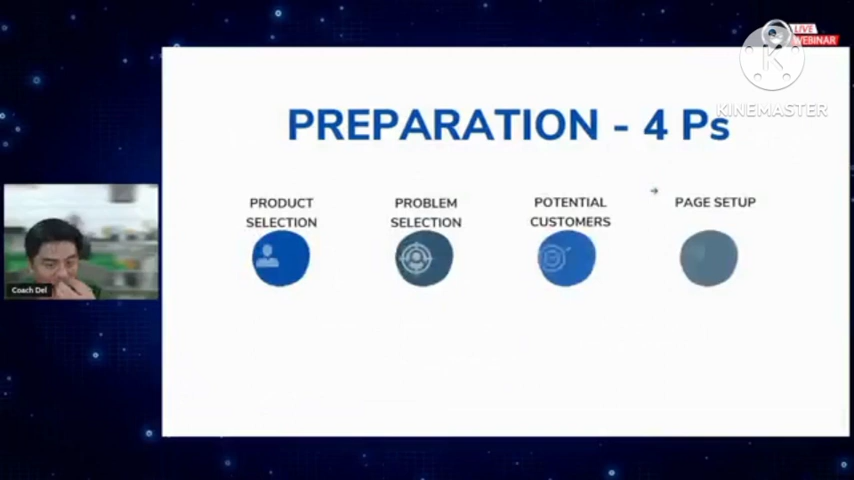 LIVE
WEBINAR
KINEMASTER
PREPARATION - 4 Ps
PRODUCT
SELECTION
PROBLEM
SELECTION
POTENTIAL
CUSTOMERS
PAGE SETUP
Coach Del